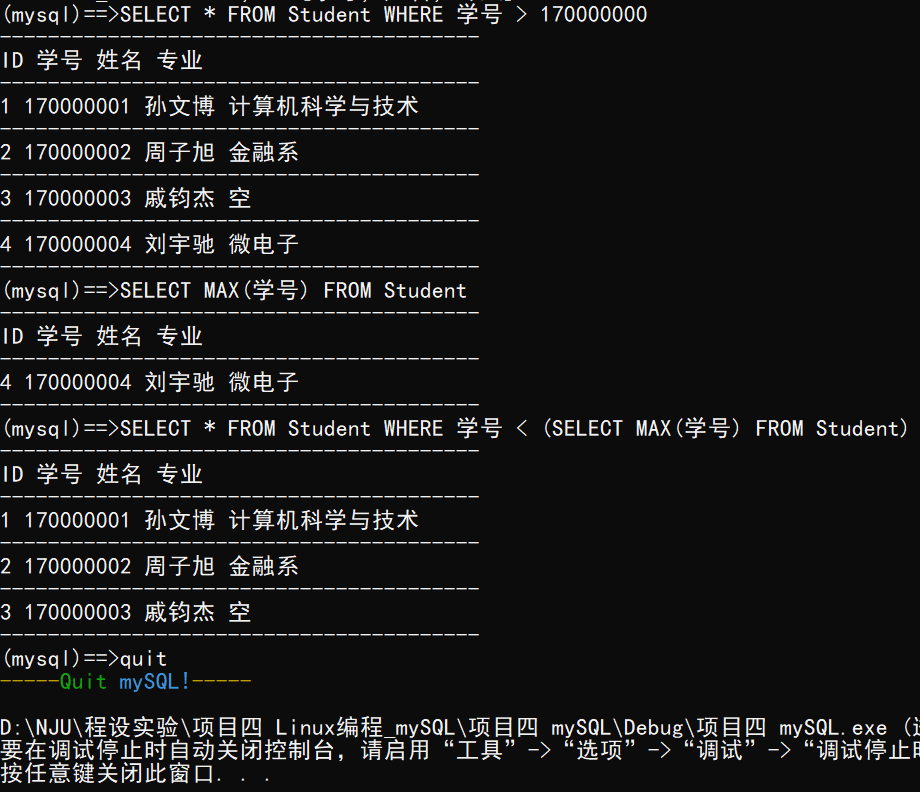 (mysql)==>SELECT * FROM Student WHERE 学号 > 170000000
----------------------------------------
ID 学号 姓名 专业
----------------------------------------
1 170000001 孙文博 计算机科学与技术
----------------------------------------
2 170000002 周子旭 金融系
----------------------------------------
3 170000003 戚钧杰 空
----------------------------------------
4 170000004 刘宇驰 微电子
----------------------------------------
(mysql)==>SELECT MAX(学号) FROM Student
----------------------------------------
ID 学号 姓名 专业
----------------------------------------
4 170000004 刘宇驰 微电子
----------------------------------------
(mysql)==>SELECT * FROM Student WHERE 学号 < (SELECT MAX(学号) FROM Student)
----------------------------------------
ID 学号 姓名 专业
----------------------------------------
1 170000001 孙文博 计算机科学与技术
----------------------------------------
2 170000002 周子旭 金融系
----------------------------------------
3 170000003 戚钧杰 空
----------------------------------------
(mysql)==>quit
-----Quit mySQL!-----
D:\NJU\程设实验\项目四 Linux编程_mySQL\项目四 mySQL\Debug\项目四 mySQL.exe (
要在调试停止时自动关闭控制台，请启用“工具”->“选项”->“调试”->“调试停止时
按任意键关闭此窗口. . .